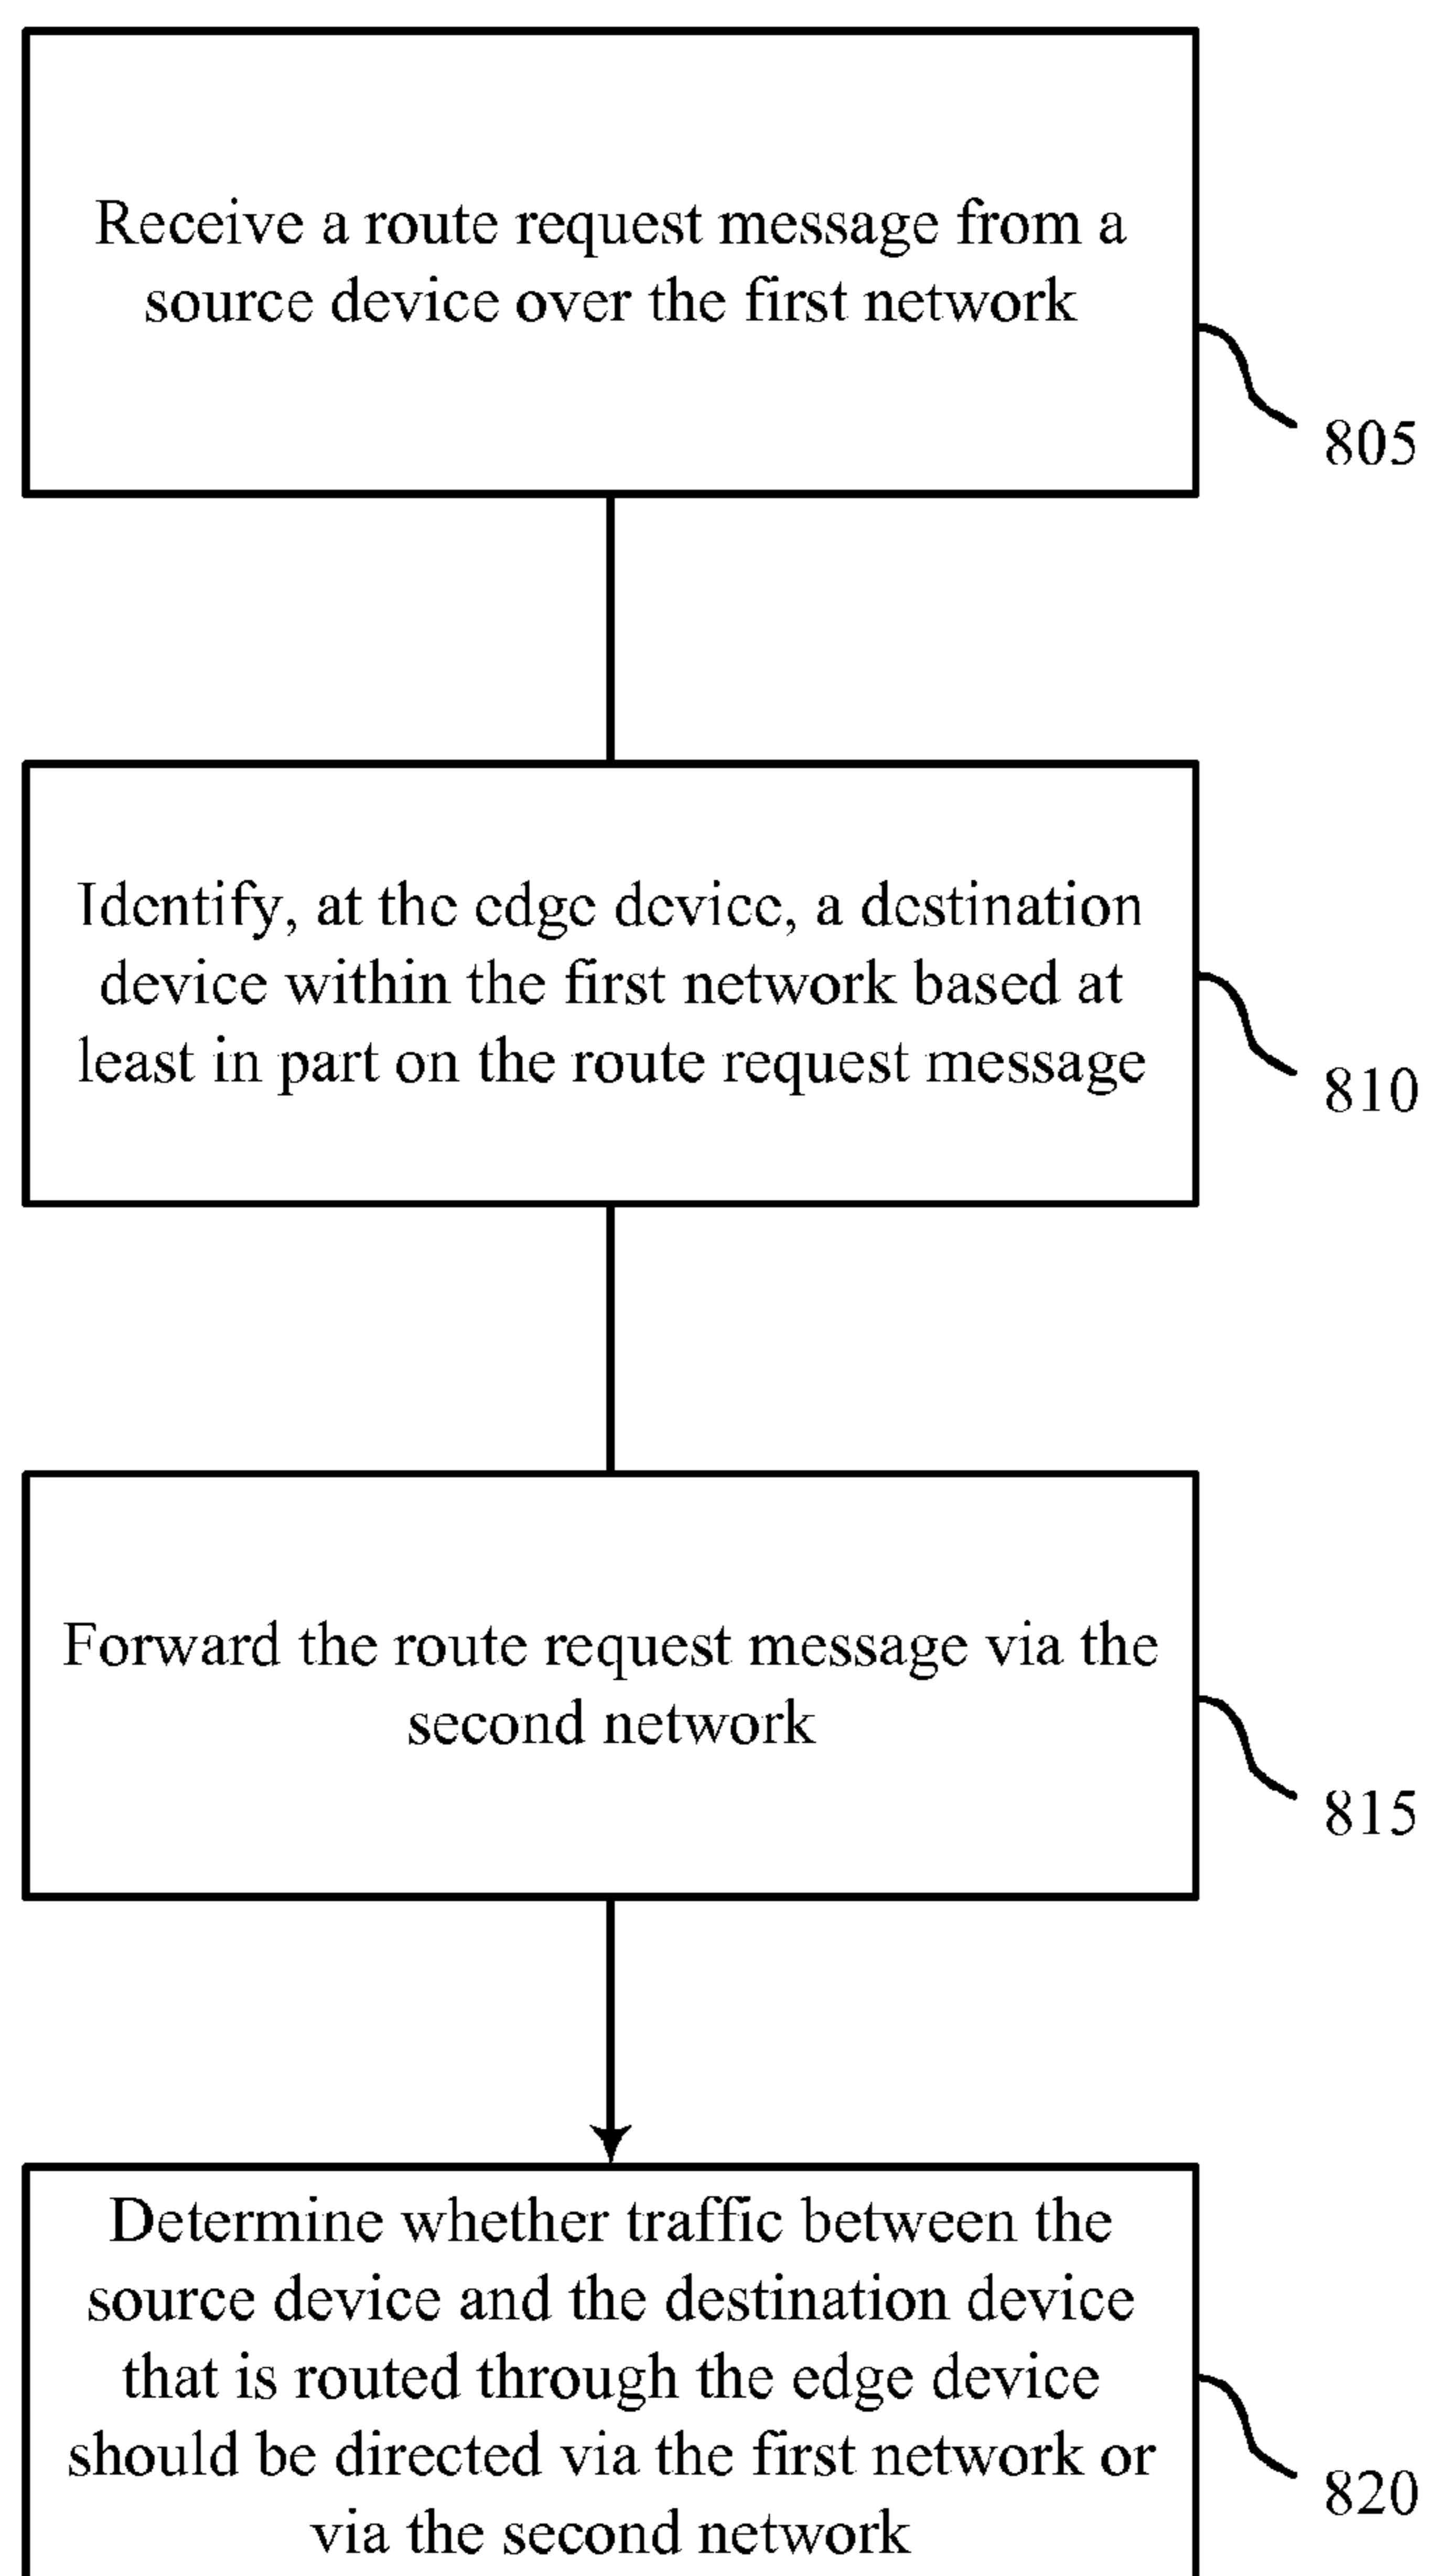 Receive a route request message from a
source device over the first network
805
Identify, at the edge device, a destination
device within the first network based at
least in part on the route request message
810
Forward the route request message via the
second network
815
Determine whether traffic between the
source device and the destination device
that is routed through the edge device
should be directed via the first network or
via the second network
820